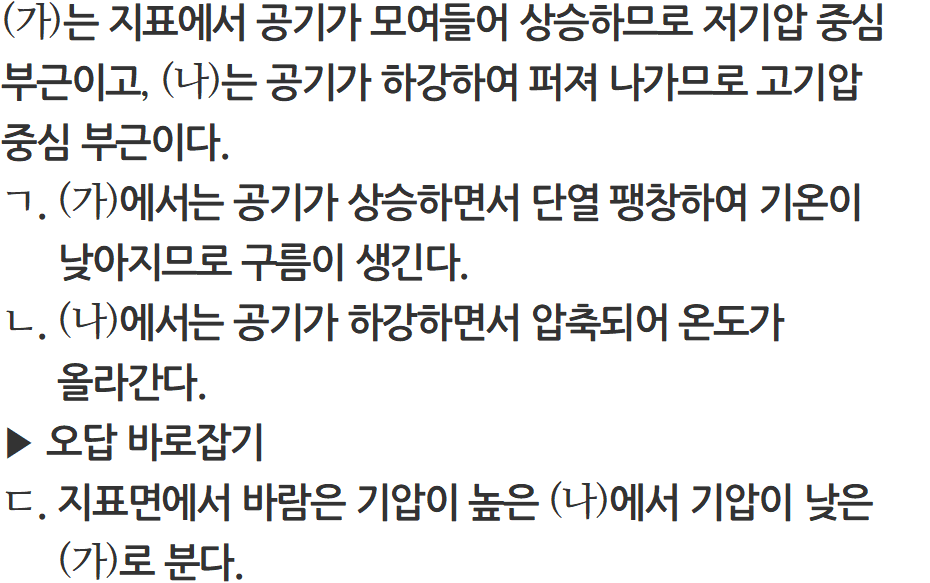 (가)는 지표에서 공기가 모여들어 상승하므로 저기압 중심
부근이고, (나)는 공기가 하강하여 퍼져 나가므로 고기압
중심 부근이다.
ㄱ. (가)에서는 공기가 상승하면서 단열 팽창하여 기온이
낮아지므로 구름이 생긴다.
ㄴ. (나)에서는 공기가 하강하면서 압축되어 온도가
올라간다.
▶ 오답 바로잡기
ㄷ. 지표면에서 바람은 기압이 높은 (나)에서 기압이 낮은
(가)로 분다.